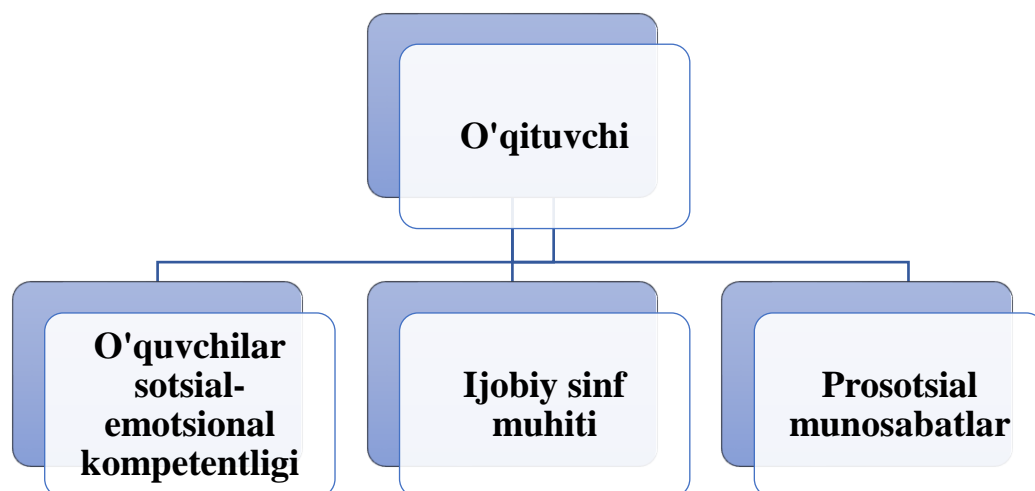 O'qituvchi
O'quvchilar
sotsial-
emotsional
kompetentligi
Ijobiy sinf
muhiti
Prosotsial
munosabatlar